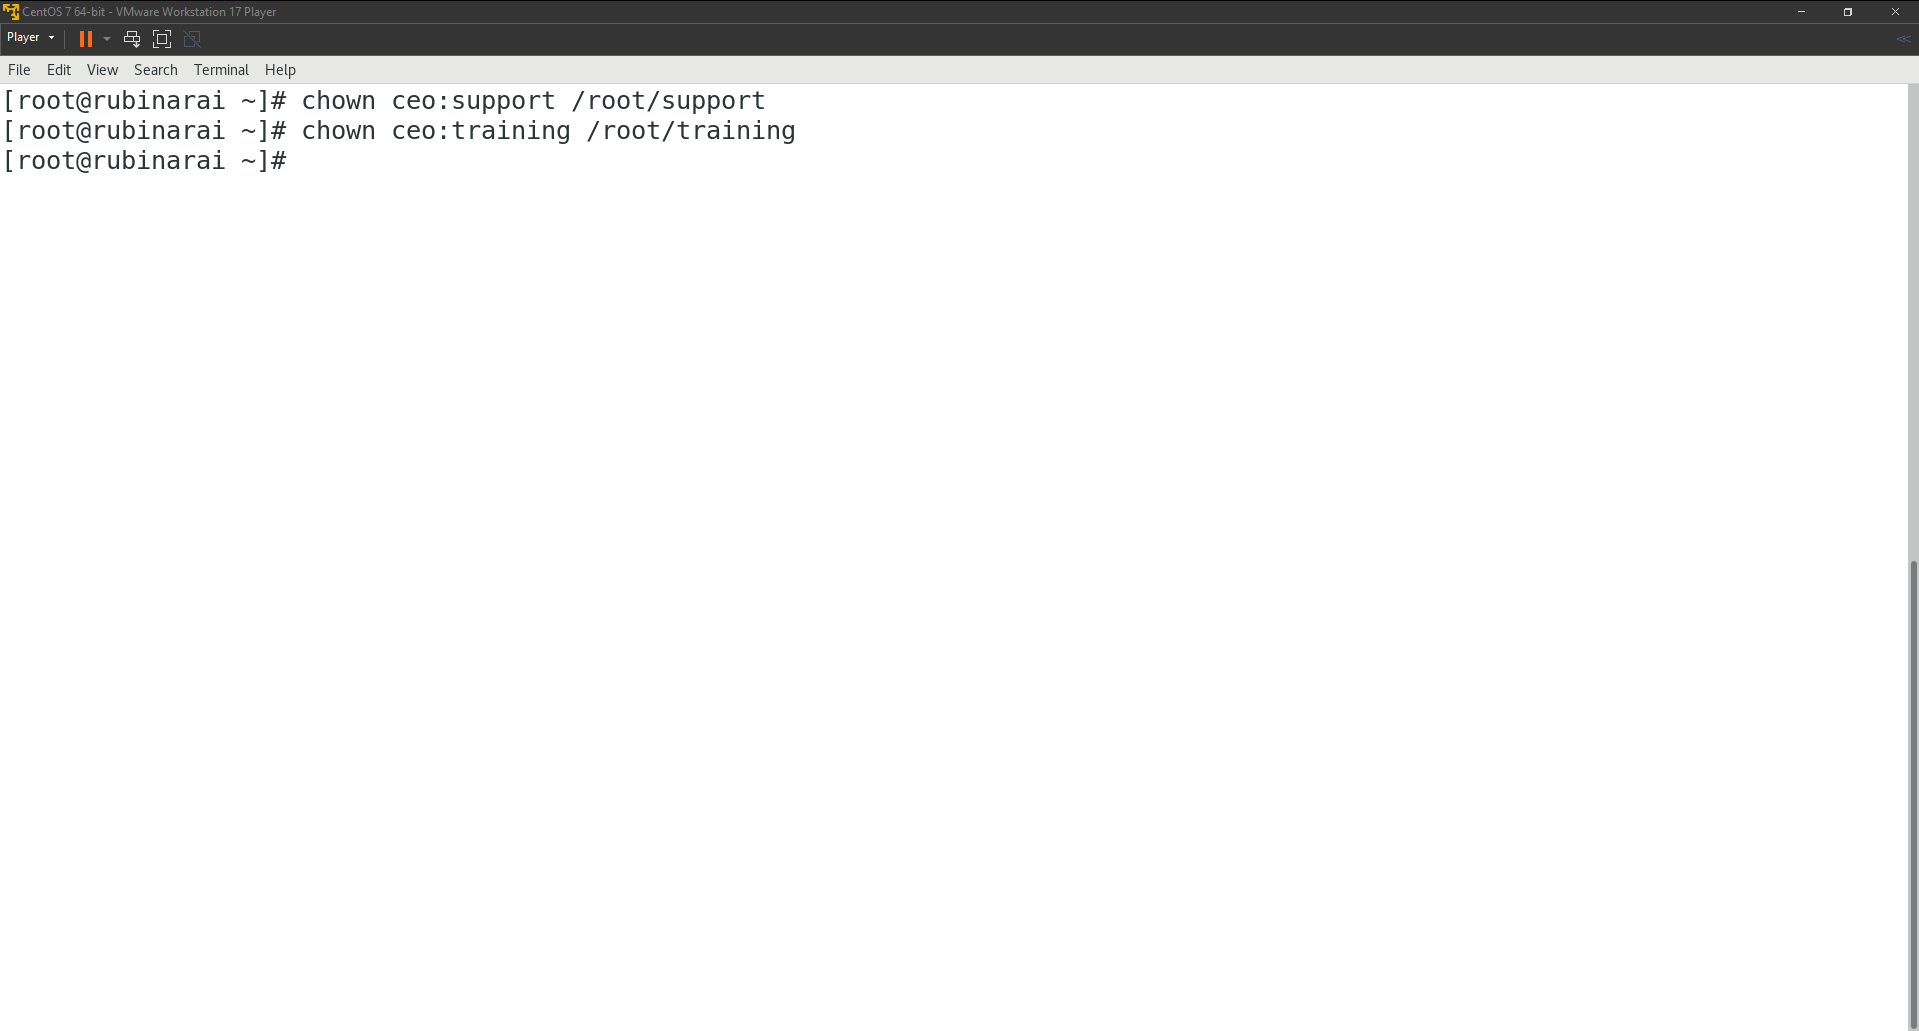 CentOS 7 64-bit - VMware Workstation 17 Player
Player
File Edit View Search Terminal Help
[root@rubinarai ~]# chown ceo:support /root/support
[root@rubinarai ~]# chown ceo:training /root/training
[root@rubinarai ~]#